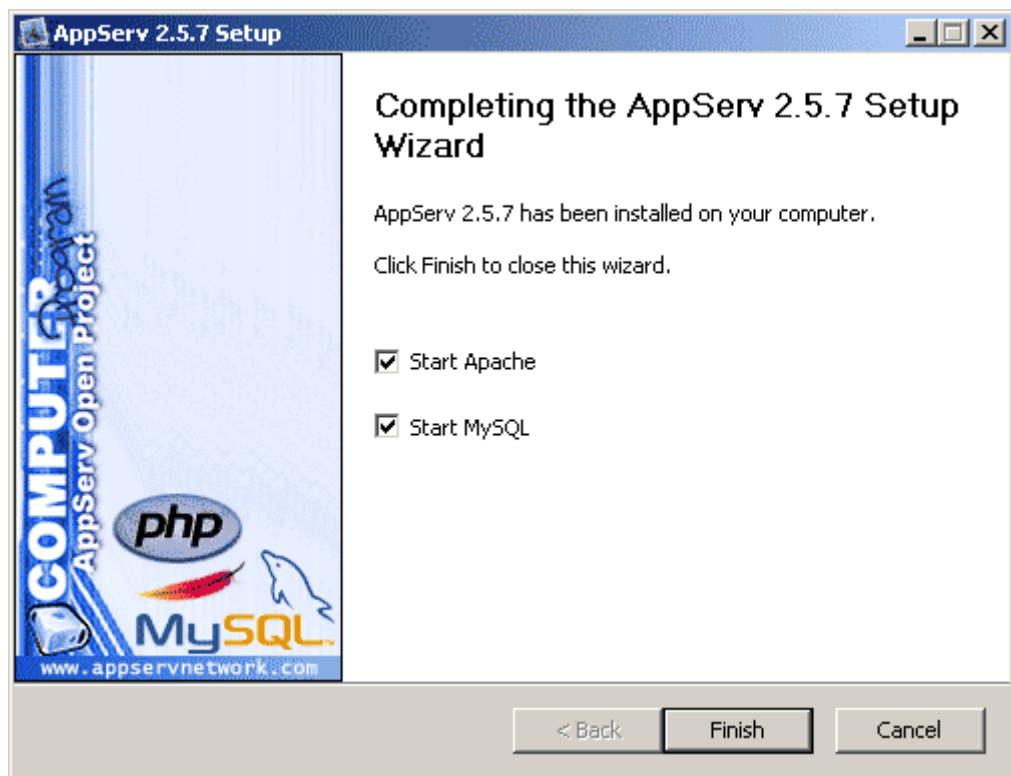 AppServ 2.5.7 Setup
Completing the AppServ 2.5.7 Setup
Wizard
AppServ 2.5.7 has been installed on your computer.
Click Finish to close this wizard.
Start Apache
Start MySQL
COMPUTER
Program
AppServ Open Project
php
MySQL
www.appservnetwork.com
< Back
Finish
Cancel